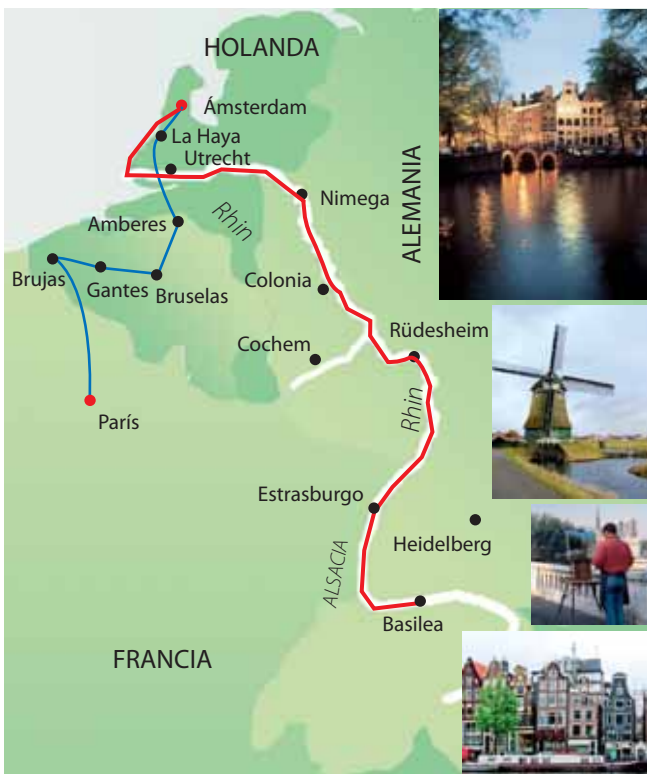 HOLANDA
Ámsterdam
La Haya
Utrecht
ALEMANIA
Nimega
Rhin
Amberes
Brujas
Gantes
Bruselas
Colonia
Rüdesheim
Cochem
Rhin
París
Estrasburgo
Heidelberg
ALSACIA
Basilea
FRANCIA